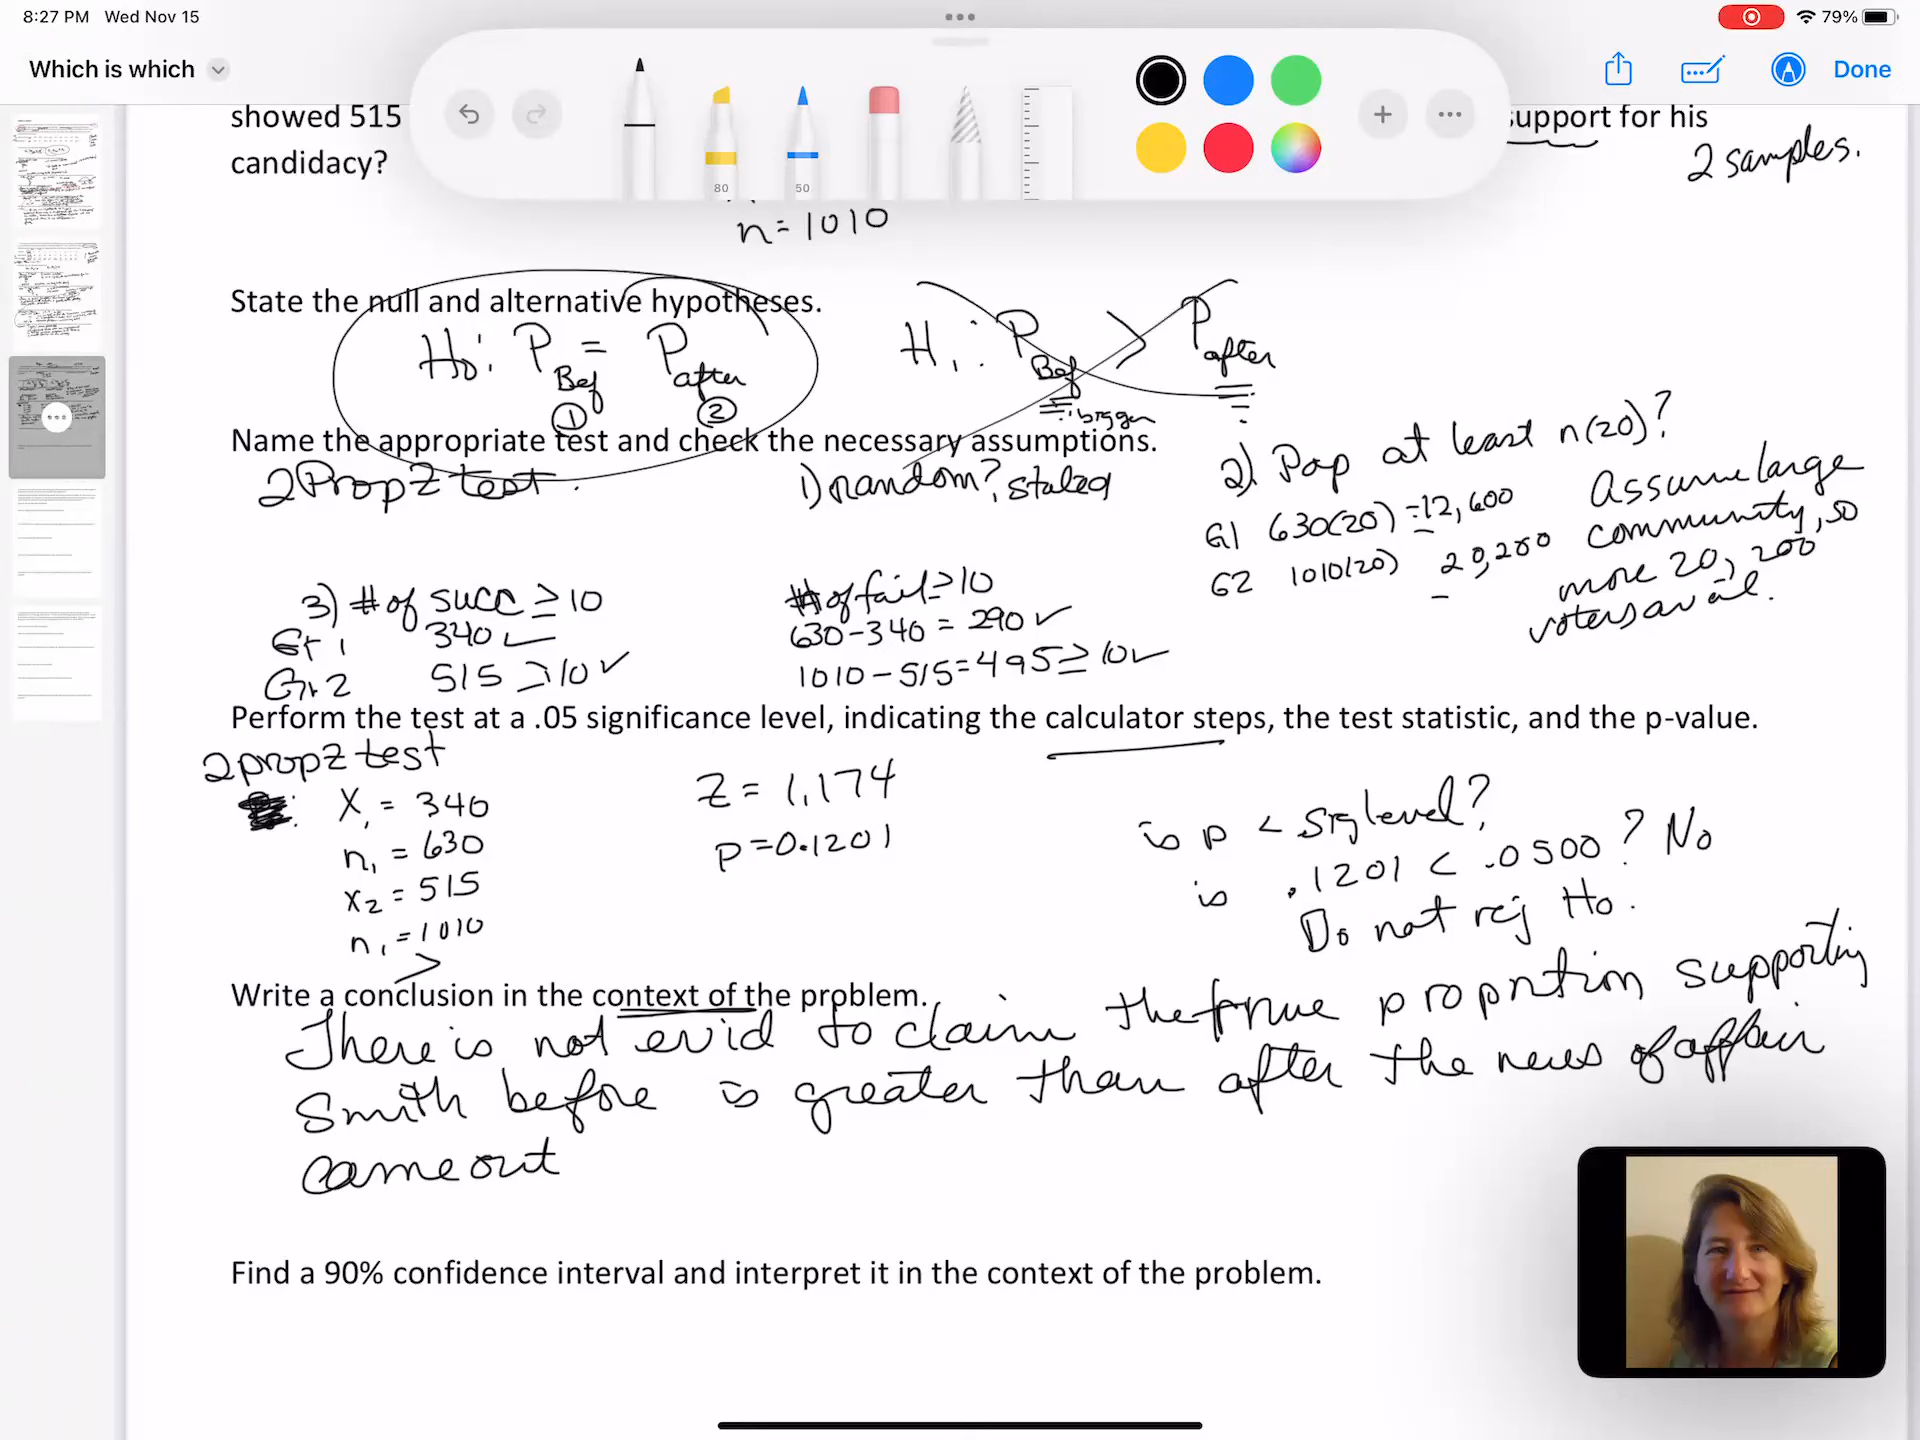 8:27 PM Wed Nov 15
79%
Which is which
Done
80
50
showed 515
support for his
candidacy?
2 samples.
n = 1010
State the null and alternative hypotheses.
Ho: P Bef = P after
① ②
H1: P Bef > P after
bigger
Name the appropriate test and check the necessary assumptions.
2PropZtest.
1) random?, stated
2). Pop at least n(20)?
G1 630(20) = 12,600
G2 1010(20) = 20,200
Assume large
community, so
more 20,200
voters avail.
3) # of succ ≥ 10
Gr 1 340 ✓
Gr 2 515 ≥ 10 ✓
# of fail ≥ 10
630-340 = 290 ✓
1010-515=495 ≥ 10 ✓
Perform the test at a .05 significance level, indicating the calculator steps, the test statistic, and the p-value.
2propZtest
X1 = 340
n1 = 630
x2 = 515
n1 = 1010
>
Z = 1.174
p=0.1201
is p < sig level?
is .1201 < .0500? No
Do not rej Ho.
Write a conclusion in the context of the problem.
There is not evid to claim the true proportion supporting
Smith before is greater than after the news of affair
came out
Find a 90% confidence interval and interpret it in the context of the problem.